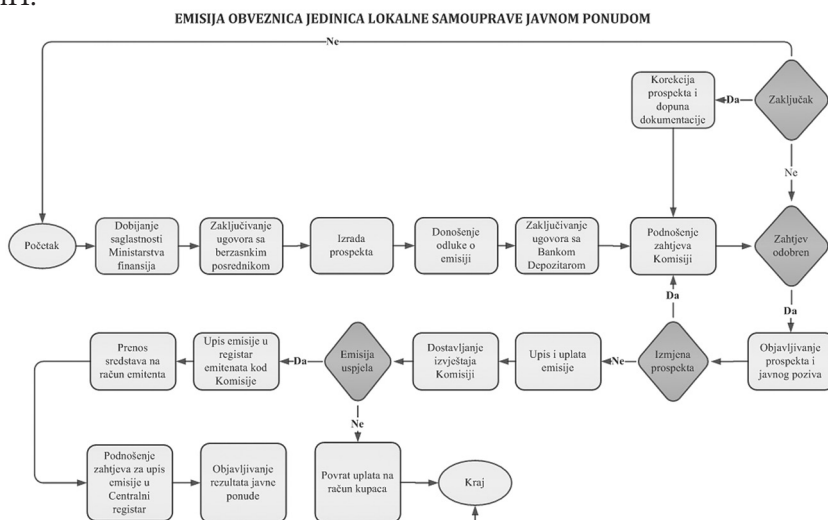 EMISIJA OBVEZNICA JEDINICA LOKALNE SAMOUPRAVE JAVNOM PONUDOM
Ne
Korekcija
prospekta i
dopuna
dokumentacije
Da
Zaključak
Ne
Početak
Dobijanje
saglastnosti
Ministarstva
finansija
Zaključivanje
ugovora sa
berzasnkim
posrednikom
Izrada
prospekta
Donošenje
odluke o
emisiji
Zaključivanje
ugovora sa
Bankom
Depozitarom
Podnošenje
zahtjeva
Komisiji
Zahtjev
odobren
Da
Da
Prenos
sredstava na
račun emitenta
Upis emisije u
registar
emitenata kod
Komisije
Da
Emisija
uspjela
Dostavljanje
izvještaja
Komisiji
Upis i uplata
emisije
Ne
Izmjena
prospekta
Objavljivanje
prospekta i
javnog poziva
Ne
Podnošenje
zahtjeva za upis
emisije u
Centralni
registar
Objavljivanje
rezultata javne
ponude
Povrat uplata na
račun kupaca
Kraj